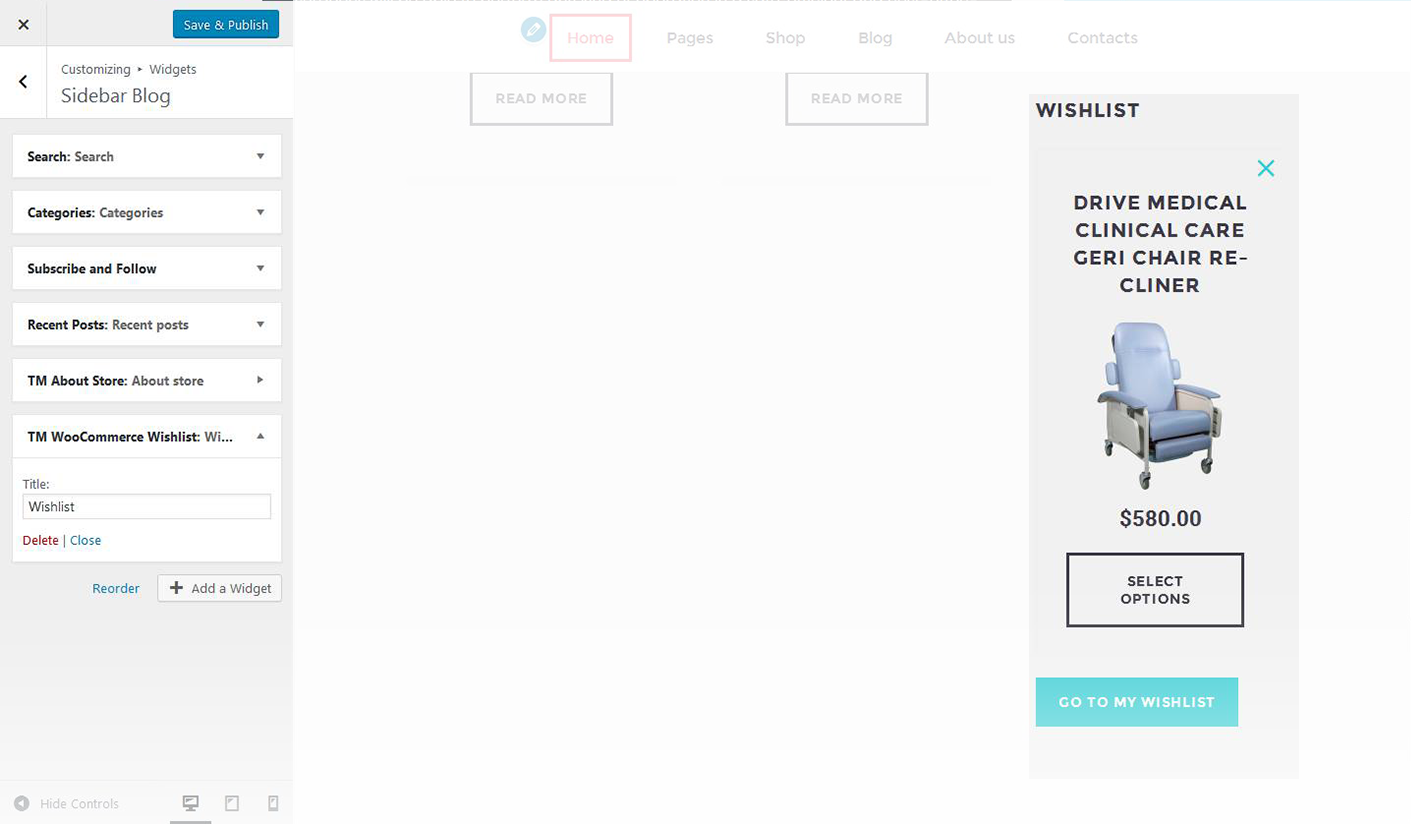 Save & Publish
Customizing ▸ Widgets
Sidebar Blog
Search: Search
Categories: Categories
Subscribe and Follow
Recent Posts: Recent posts
TM About Store: About store
TM WooCommerce Wishlist: Wi...
Title:
Wishlist
Delete | Close
Reorder
Add a Widget
Hide Controls
Home
Pages
Shop
Blog
About us
Contacts
READ MORE
READ MORE
WISHLIST
DRIVE MEDICAL
CLINICAL CARE
GERI CHAIR RE-
CLINER
$580.00
SELECT
OPTIONS
GO TO MY WISHLIST